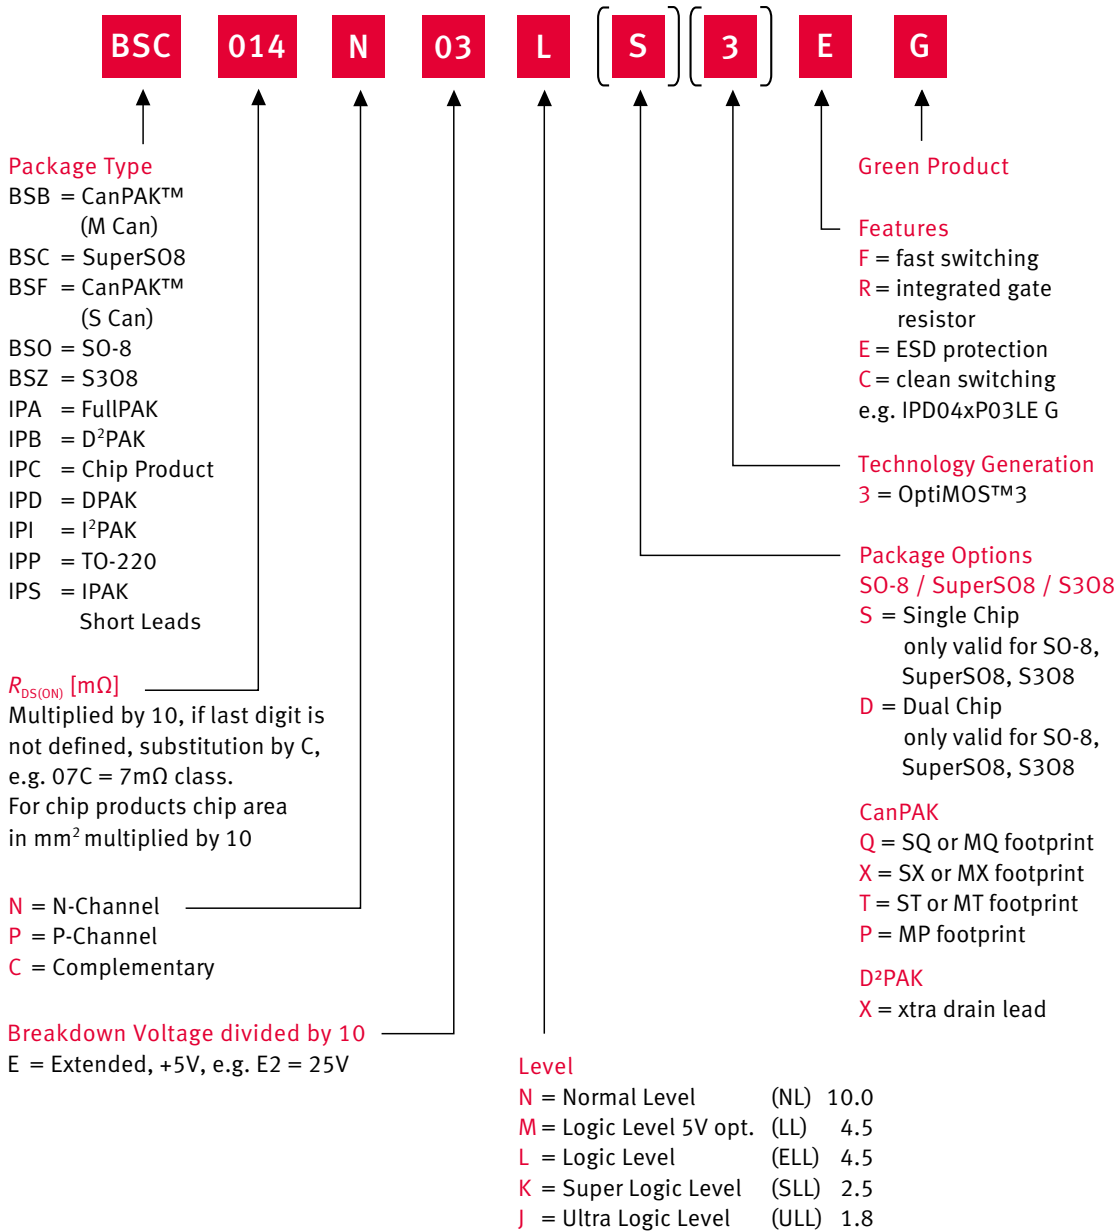 BSC 014 N 03 L (S) (3) E G
Package Type
BSB = CanPAK™
(M Can)
BSC = SuperSO8
BSF = CanPAK™
(S Can)
BSO = SO-8
BSZ = S3O8
IPA = FullPAK
IPB = D²PAK
IPC = Chip Product
IPD = DPAK
IPI = I²PAK
IPP = TO-220
IPS = IPAK
Short Leads
R_DS(ON) [mΩ]
Multiplied by 10, if last digit is
not defined, substitution by C,
e.g. 07C = 7mΩ class.
For chip products chip area
in mm² multiplied by 10
N = N-Channel
P = P-Channel
C = Complementary
Breakdown Voltage divided by 10
E = Extended, +5V, e.g. E2 = 25V
Level
N = Normal Level (NL) 10.0
M = Logic Level 5V opt. (LL) 4.5
L = Logic Level (ELL) 4.5
K = Super Logic Level (SLL) 2.5
J = Ultra Logic Level (ULL) 1.8
Green Product
Features
F = fast switching
R = integrated gate
resistor
E = ESD protection
C = clean switching
e.g. IPD04xP03LE G
Technology Generation
3 = OptiMOS™3
Package Options
SO-8 / SuperSO8 / S3O8
S = Single Chip
only valid for SO-8,
SuperSO8, S3O8
D = Dual Chip
only valid for SO-8,
SuperSO8, S3O8
CanPAK
Q = SQ or MQ footprint
X = SX or MX footprint
T = ST or MT footprint
P = MP footprint
D²PAK
X = xtra drain lead